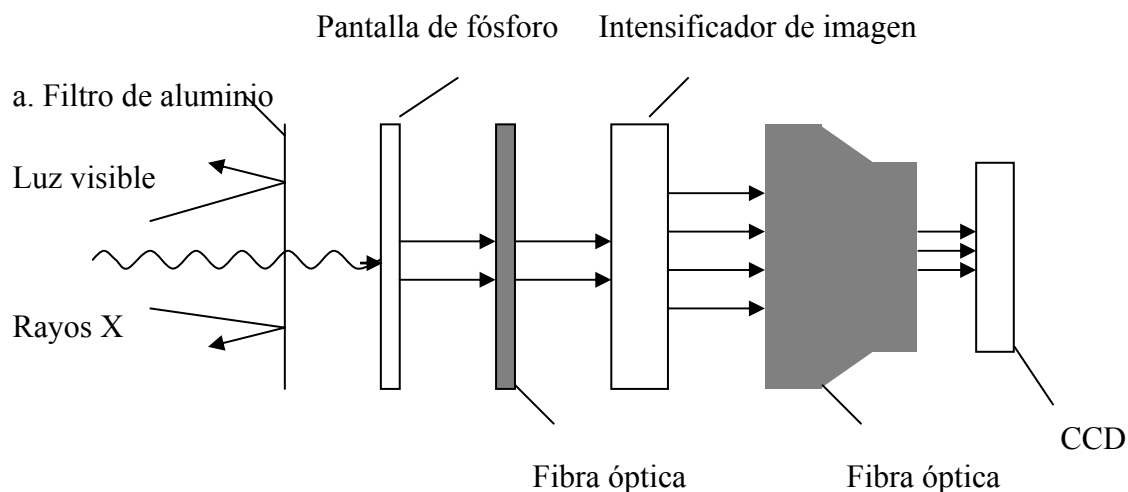 Pantalla de fósforo
Intensificador de imagen
a. Filtro de aluminio
Luz visible
Rayos X
CCD
Fibra óptica
Fibra óptica